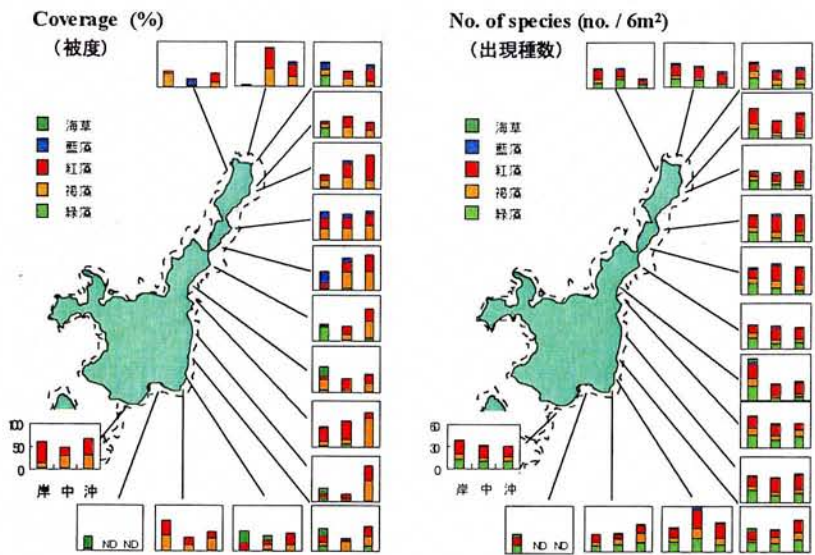 Coverage (%)
(被度)
海草
藍藻
紅藻
褐藻
緑藻
100
50
0
岸 中 沖
ND ND
No. of species (no. / 6m²)
(出現種数)
海草
藍藻
紅藻
褐藻
緑藻
60
30
0
岸 中 沖
ND ND